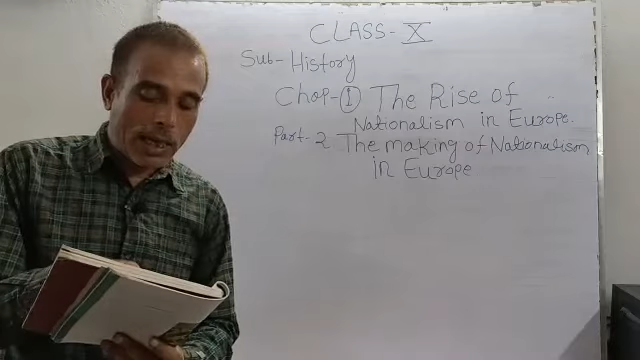 CLASS-X
Sub- History
Chap-① The Rise of
Nationalism in Europe.
Part-2 The making of Nationalism
in Europe